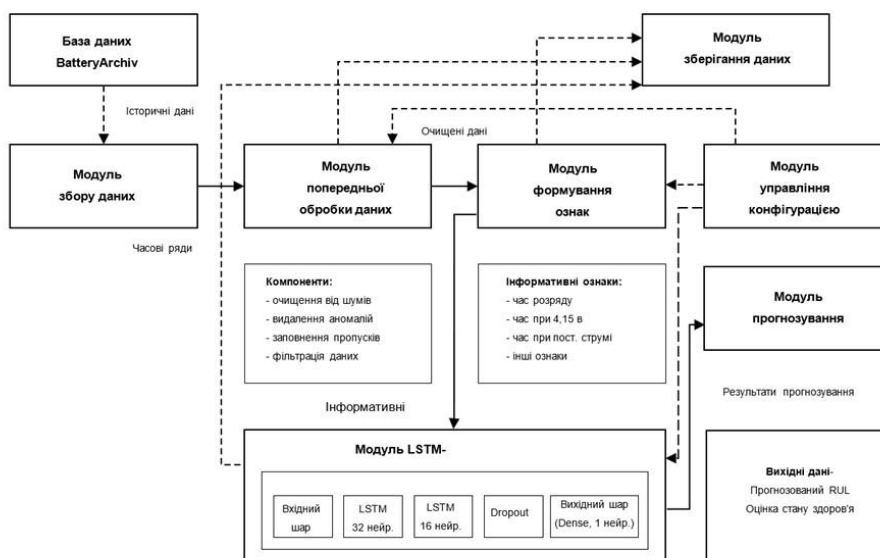 База даних
BatteryArchiv
Модуль
зберігання даних
Історичні дані
Очищені дані
Модуль
збору даних
Модуль
попередньої
обробки даних
Модуль
формування
ознак
Модуль
управління
конфігурацією
Часові ряди
Компоненти:
- очищення від шумів
- видалення аномалій
- заповнення пропусків
- фільтрація даних
Інформативні ознаки:
- час розряду
- час при 4,15 в
- час при пост. струмі
- інші ознаки
Модуль
прогнозування
Результати прогнозування
Інформативні
Модуль LSTM-
Вхідний
шар
LSTM
32 нейр.
LSTM
16 нейр.
Dropout
Вихідний шар
(Dense, 1 нейр.)
Вихідні дані-
Прогнозований RUL
Оцінка стану здоров'я